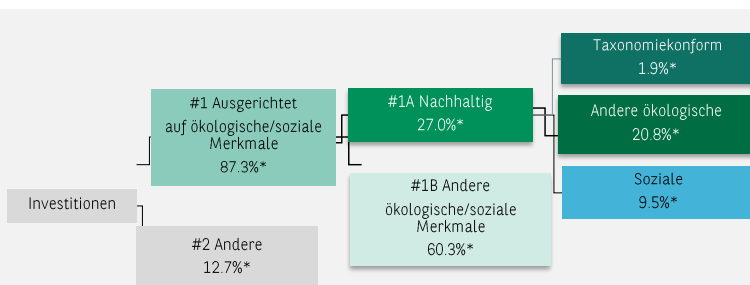 Taxonomiekonform
1.9%*
#1 Ausgerichtet
auf ökologische/soziale
Merkmale
87.3%*
#1A Nachhaltig
27.0%*
Andere ökologische
20.8%*
#1B Andere
ökologische/soziale
Merkmale
60.3%*
Soziale
9.5%*
Investitionen
#2 Andere
12.7%*